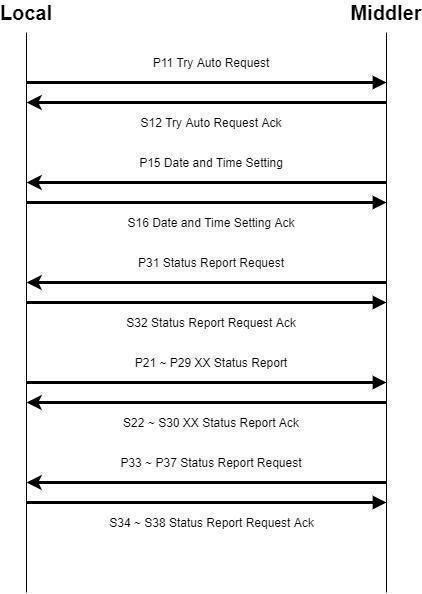 Local Middler
P11 Try Auto Request
S12 Try Auto Request Ack
P15 Date and Time Setting
S16 Date and Time Setting Ack
P31 Status Report Request
S32 Status Report Request Ack
P21 ~ P29 XX Status Report
S22 ~ S30 XX Status Report Ack
P33 ~ P37 Status Report Request
S34 ~ S38 Status Report Request Ack